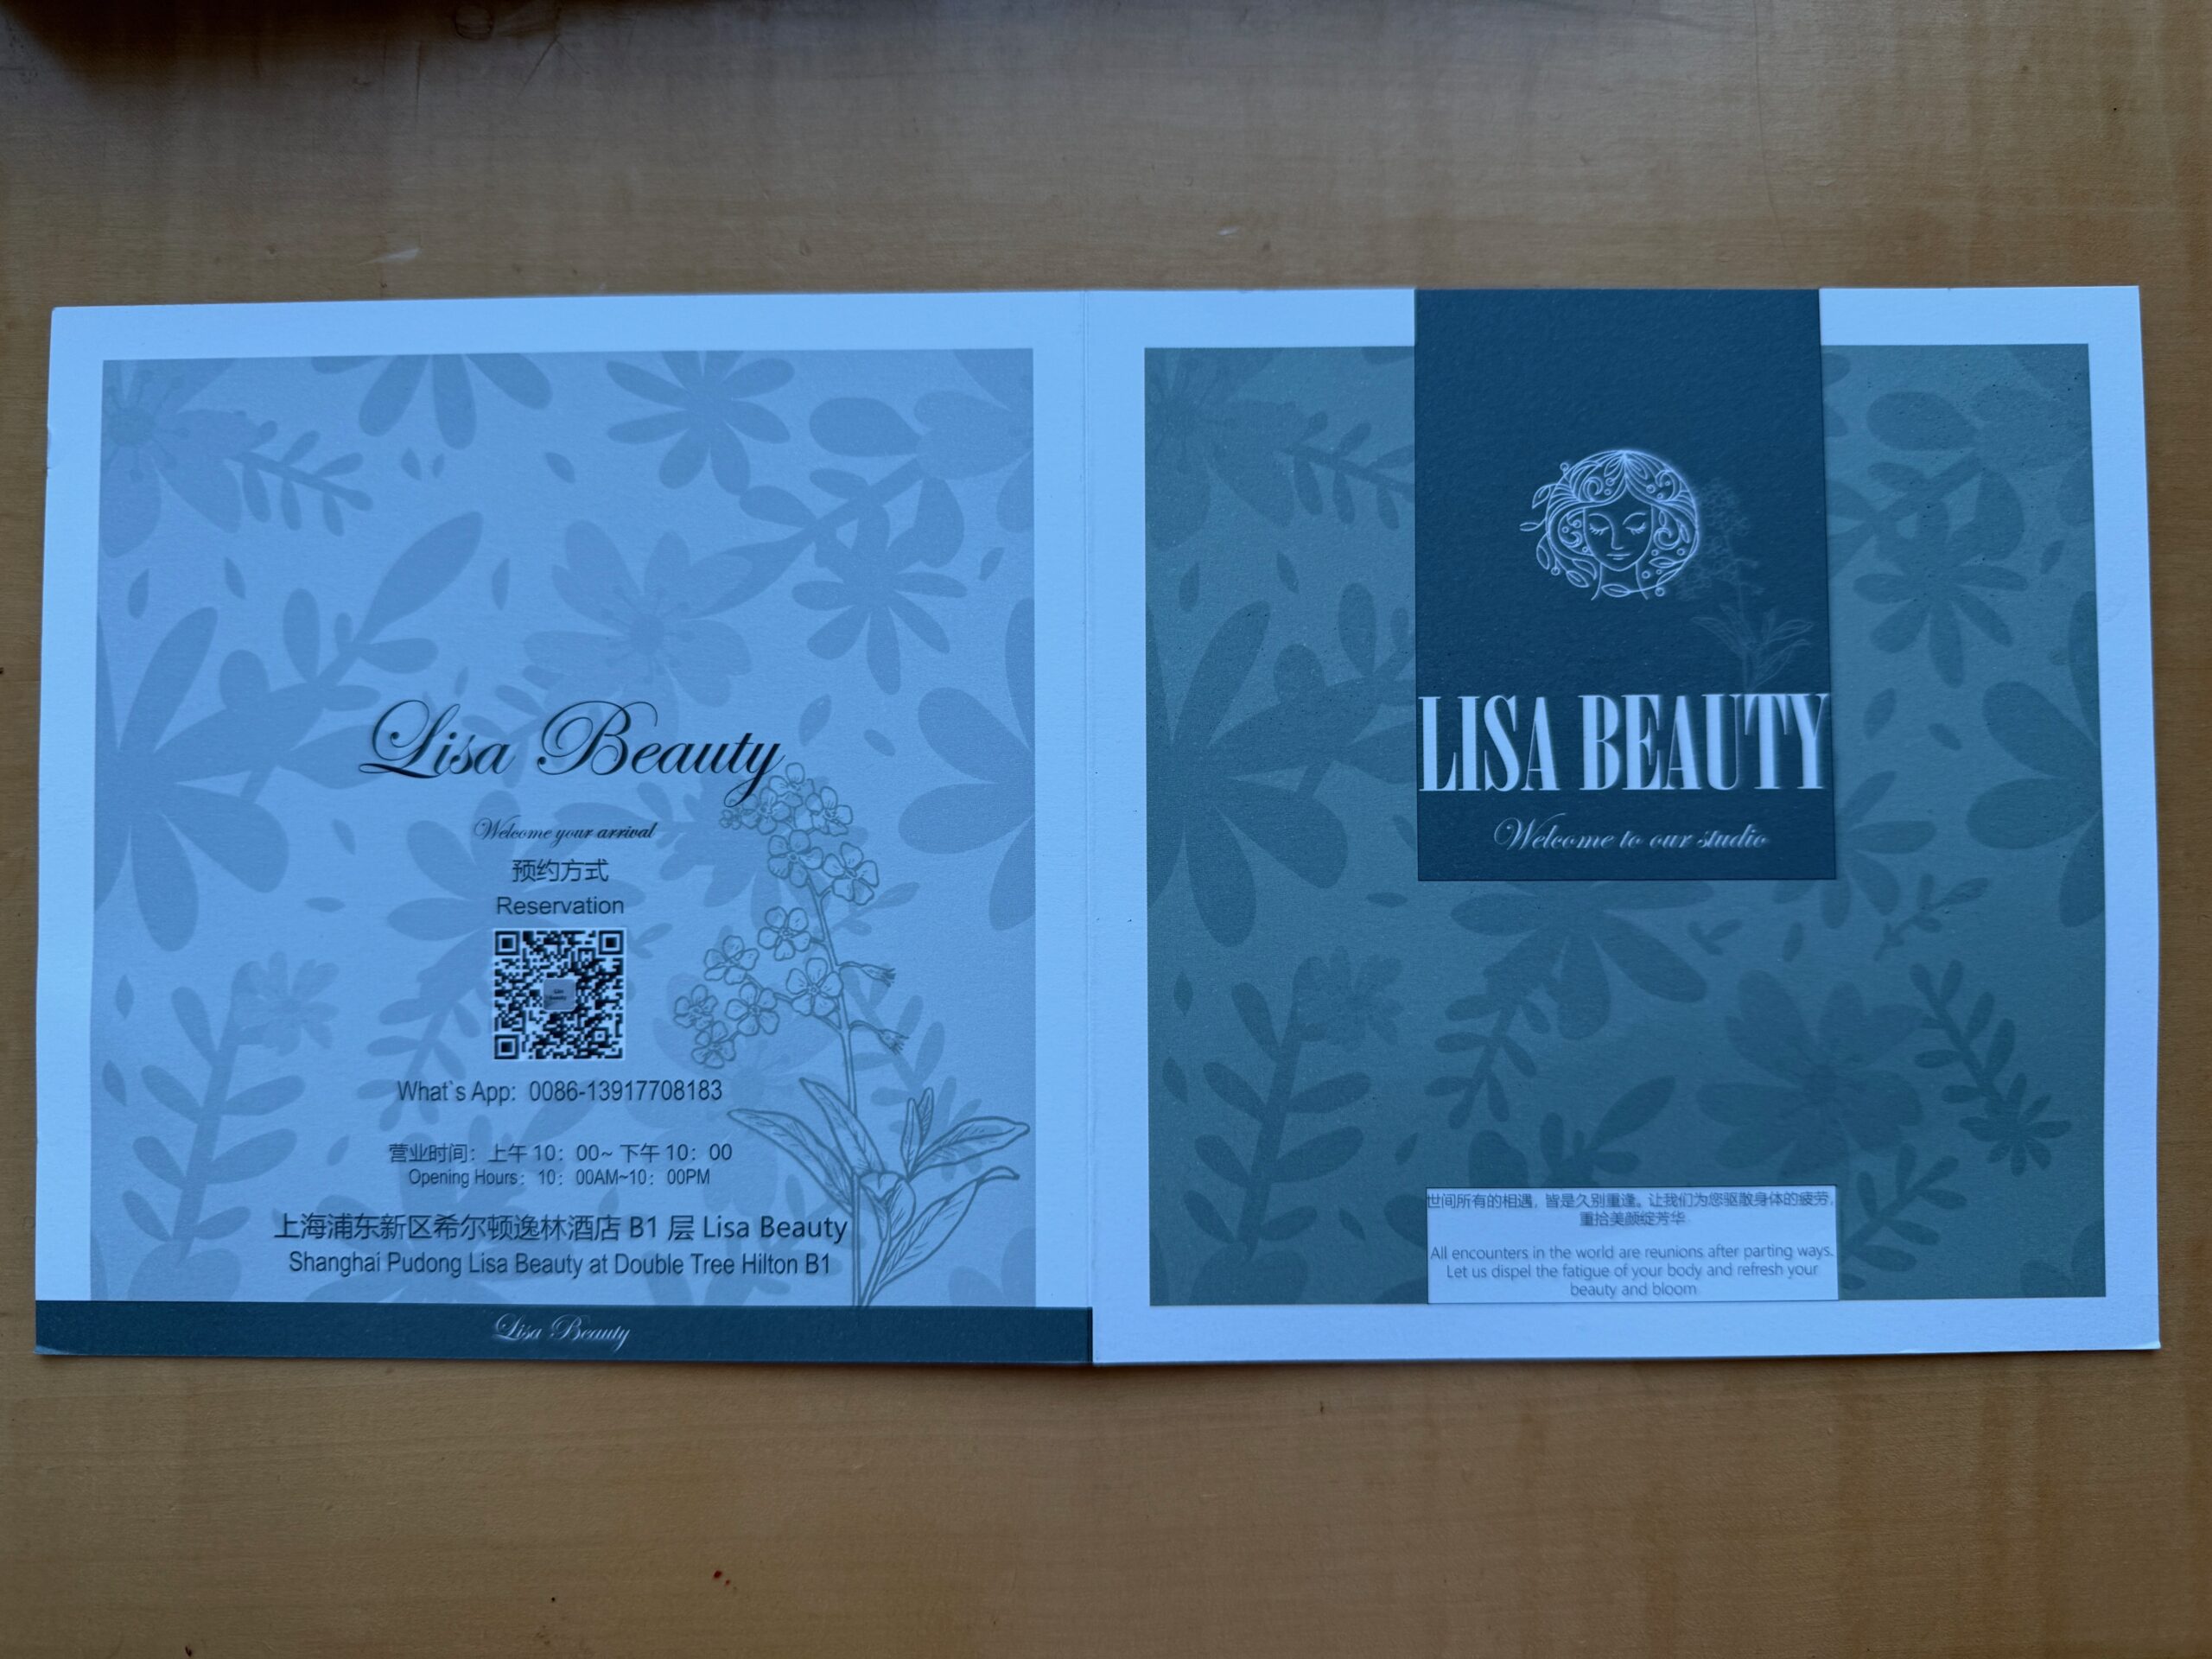 Lisa Beauty
Welcome your arrival
预约方式
Reservation
What`s App: 0086-13917708183
营业时间：上午 10：00~ 下午 10：00
Opening Hours：10：00AM~10：00PM
上海浦东新区希尔顿逸林酒店 B1 层 Lisa Beauty
Shanghai Pudong Lisa Beauty at Double Tree Hilton B1
Lisa Beauty
LISA BEAUTY
Welcome to our studio
世间所有的相遇，皆是久别重逢。让我们为您驱散身体的疲劳，
重拾美颜绽芳华
All encounters in the world are reunions after parting ways.
Let us dispel the fatigue of your body and refresh your
beauty and bloom